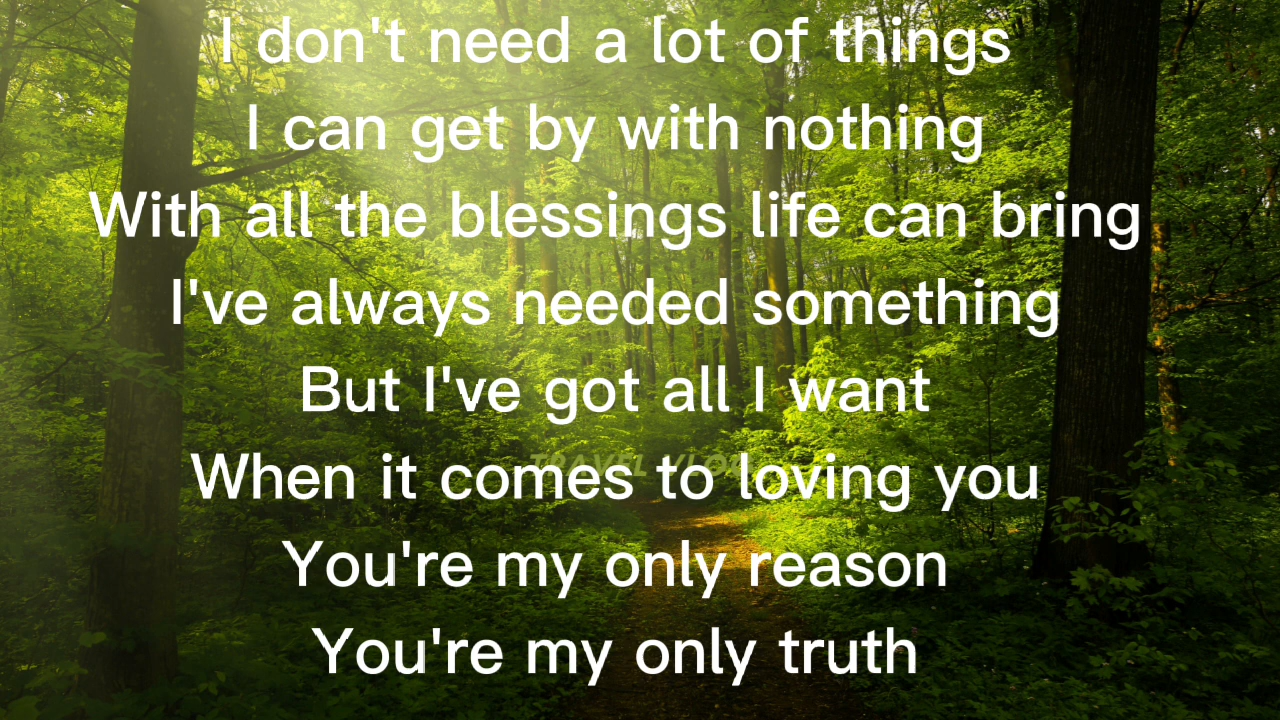 I don't need a lot of things
I can get by with nothing
With all the blessings life can bring
I've always needed something
But I've got all I want
TRAVEL VLOG
When it comes to loving you
You're my only reason
You're my only truth